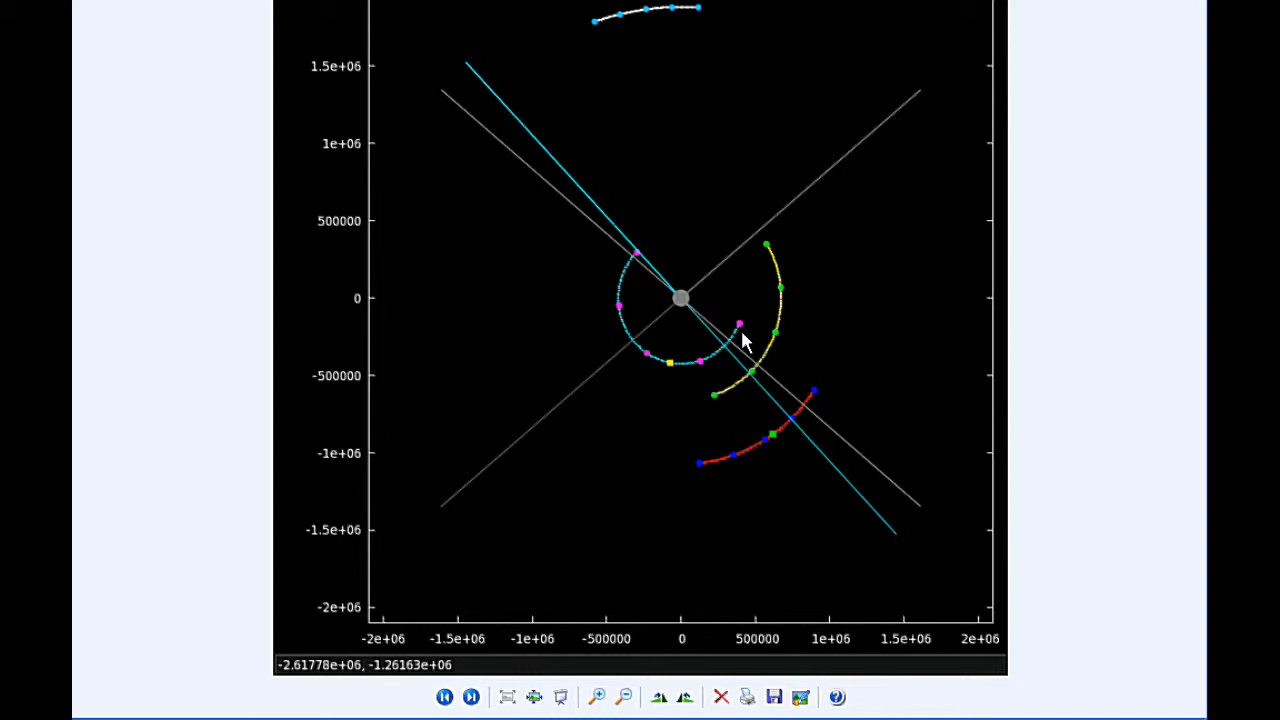 1.5e+06
1e+06
500000
0
-500000
-1e+06
-1.5e+06
-2e+06
-2e+06 -1.5e+06 -1e+06 -500000 0 500000 1e+06 1.5e+06 2e+06
-2.61778e+06, -1.26163e+06